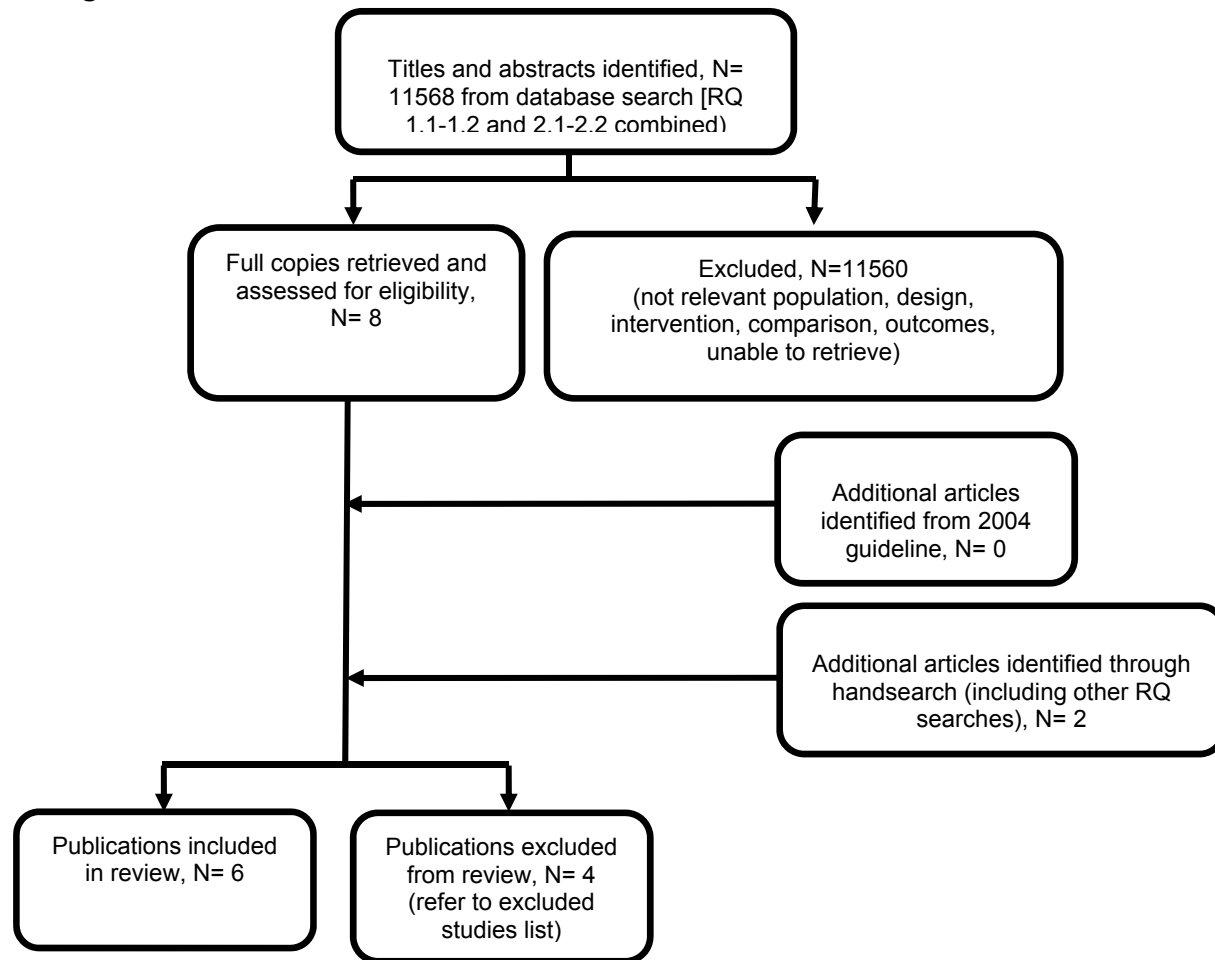 Titles and abstracts identified, N=
11568 from database search [RQ
1.1-1.2 and 2.1-2.2 combined)
Full copies retrieved and
assessed for eligibility,
N= 8
Excluded, N=11560
(not relevant population, design,
intervention, comparison, outcomes,
unable to retrieve)
Additional articles
identified from 2004
guideline, N= 0
Additional articles identified through
handsearch (including other RQ
searches), N= 2
Publications included
in review, N= 6
Publications excluded
from review, N= 4
(refer to excluded
studies list)